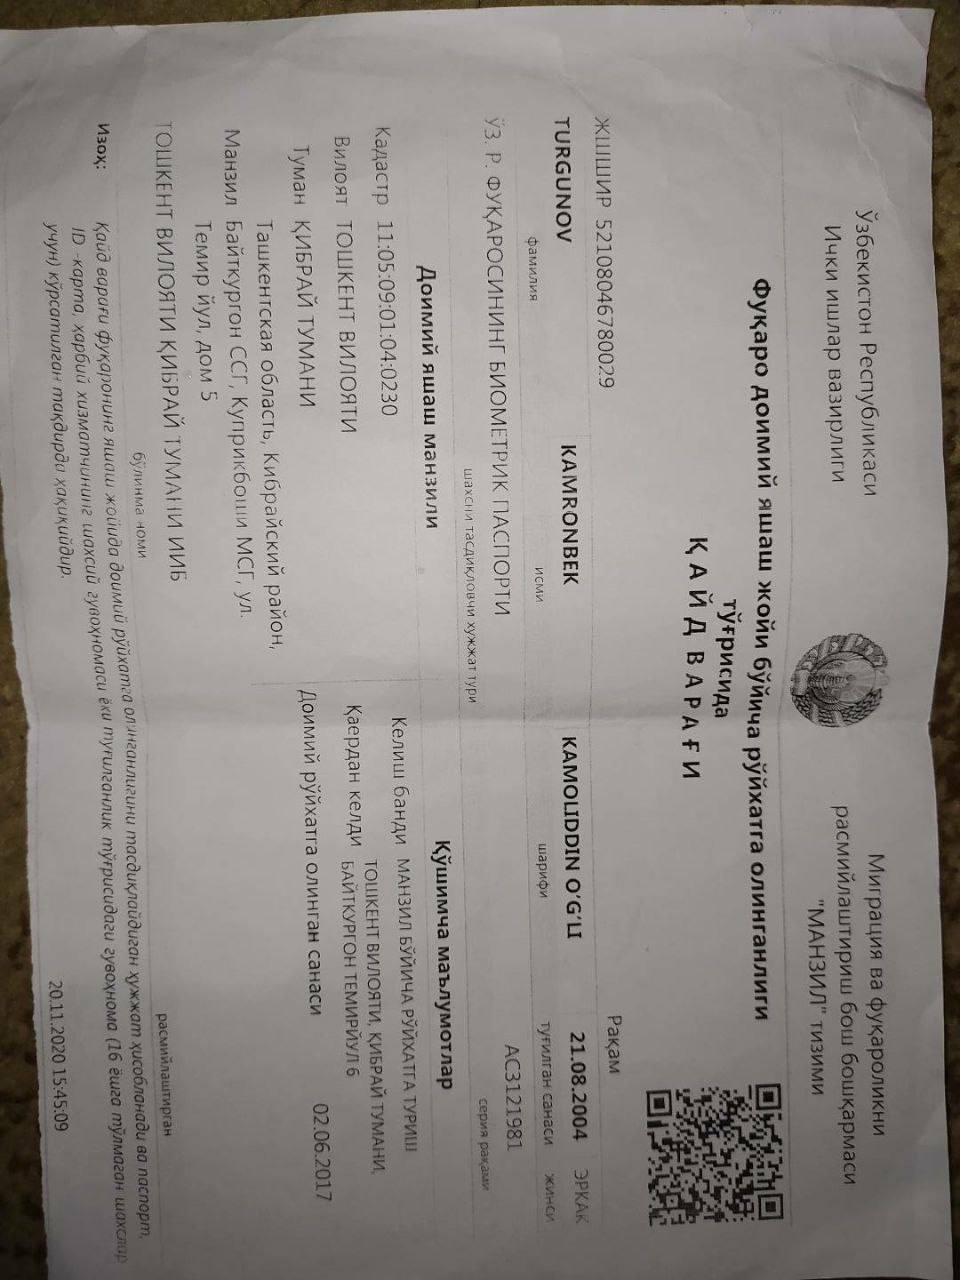 Ўзбекистон Республикаси
Ички ишлар вазирлиги
Миграция ва фуқароликни
расмийлаштириш бош бошқармаси
"МАНЗИЛ" тизими
Фуқаро доимий яшаш жойи бўйича рўйхатга олинганлиги
тўғрисида
ҚАЙД ВАРАҒИ
Рақам
ЖШШИР 52108046780029
TURGUNOV KAMRONBEK KAMOLIDDIN O‘G‘LI 21.08.2004 ЭРКАК
фамилия исми шарифи туғилган санаси жинси
ЎЗ. Р. ФУҚАРОСИНИНГ БИОМЕТРИК ПАСПОРТИ AC3121981
шахсни тасдиқловчи хужжат тури серия рақами
Доимий яшаш манзили
Кадастр 11:05:09:01:04:0230
Вилоят ТОШКЕНТ ВИЛОЯТИ
Туман ҚИБРАЙ ТУМАНИ
Манзил Ташкентская область, Кибрайский район,
Байткургон ССГ, Куприкбоши МСГ, ул.
Темир йул, дом 5
Қўшимча маълумотлар
Келиш банди МАНЗИЛ БЎЙИЧА РЎЙХАТГА ТУРИШ
Қаердан келди ТОШКЕНТ ВИЛОЯТИ, ҚИБРАЙ ТУМАНИ,
БАЙТКУРГОН ТЕМИРЙУЛ 6
Доимий рўйхатга олинган санаси 02.06.2017
ТОШКЕНТ ВИЛОЯТИ ҚИБРАЙ ТУМАНИ ИИБ
бўлинма номи расмийлаштирган
Изоҳ: Қайд варағи фуқаронинг яшаш жойида доимий рўйхатга олинганлигини тасдиқлайдиган ҳужжат ҳисобланади ва паспорт,
ID -карта, ҳарбий хизматчининг шахсий гувоҳномаси ёки туғилганлик тўғрисидаги гувоҳнома (16 ёшга тўлмаган шахслар
учун) кўрсатилган тақдирда ҳақиқийдир.
20.11.2020 15:45:09